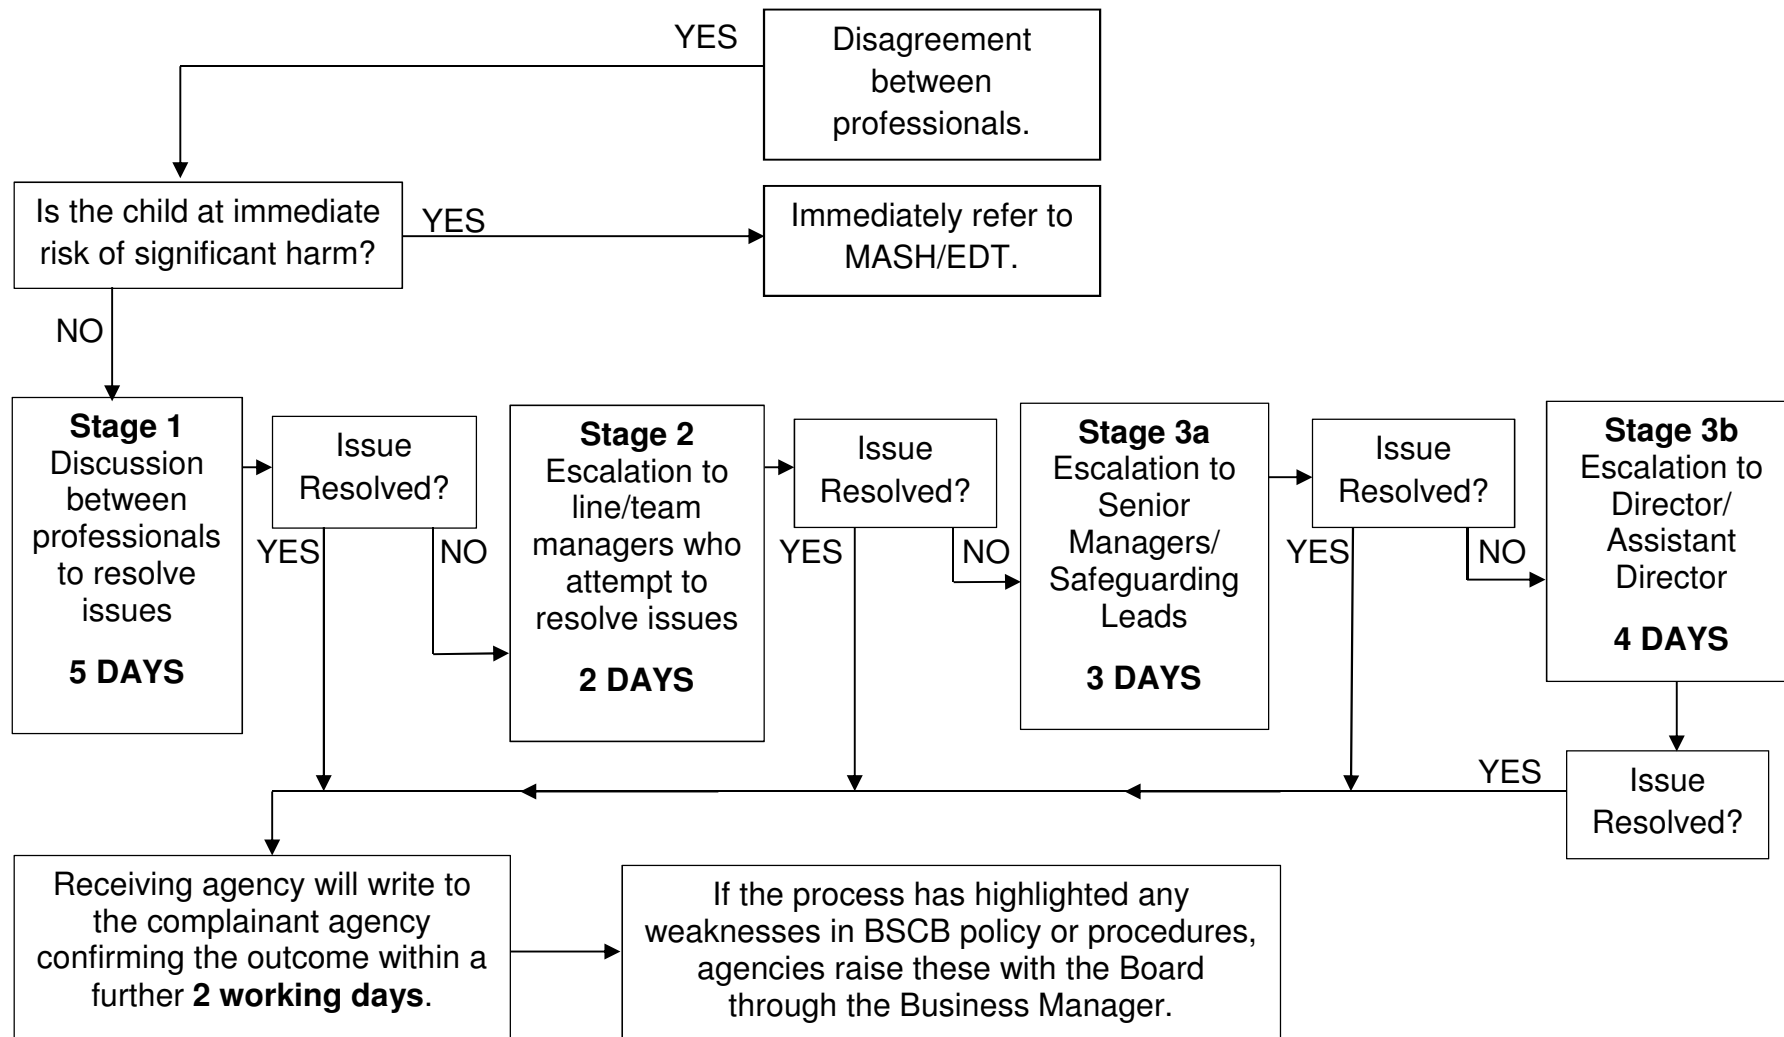 YES
Disagreement
between
professionals.
Is the child at immediate
risk of significant harm?
YES
Immediately refer to
MASH/EDT.
NO
Stage 1
Discussion
between
professionals
to resolve
issues
5 DAYS
Issue
Resolved?
YES
NO
Stage 2
Escalation to
line/team
managers who
attempt to
resolve issues
2 DAYS
Issue
Resolved?
YES
NO
Stage 3a
Escalation to
Senior
Managers/
Safeguarding
Leads
3 DAYS
Issue
Resolved?
YES
NO
Stage 3b
Escalation to
Director/
Assistant
Director
4 DAYS
YES
Issue
Resolved?
Receiving agency will write to
the complainant agency
confirming the outcome within a
further 2 working days.
If the process has highlighted any
weaknesses in BSCB policy or procedures,
agencies raise these with the Board
through the Business Manager.